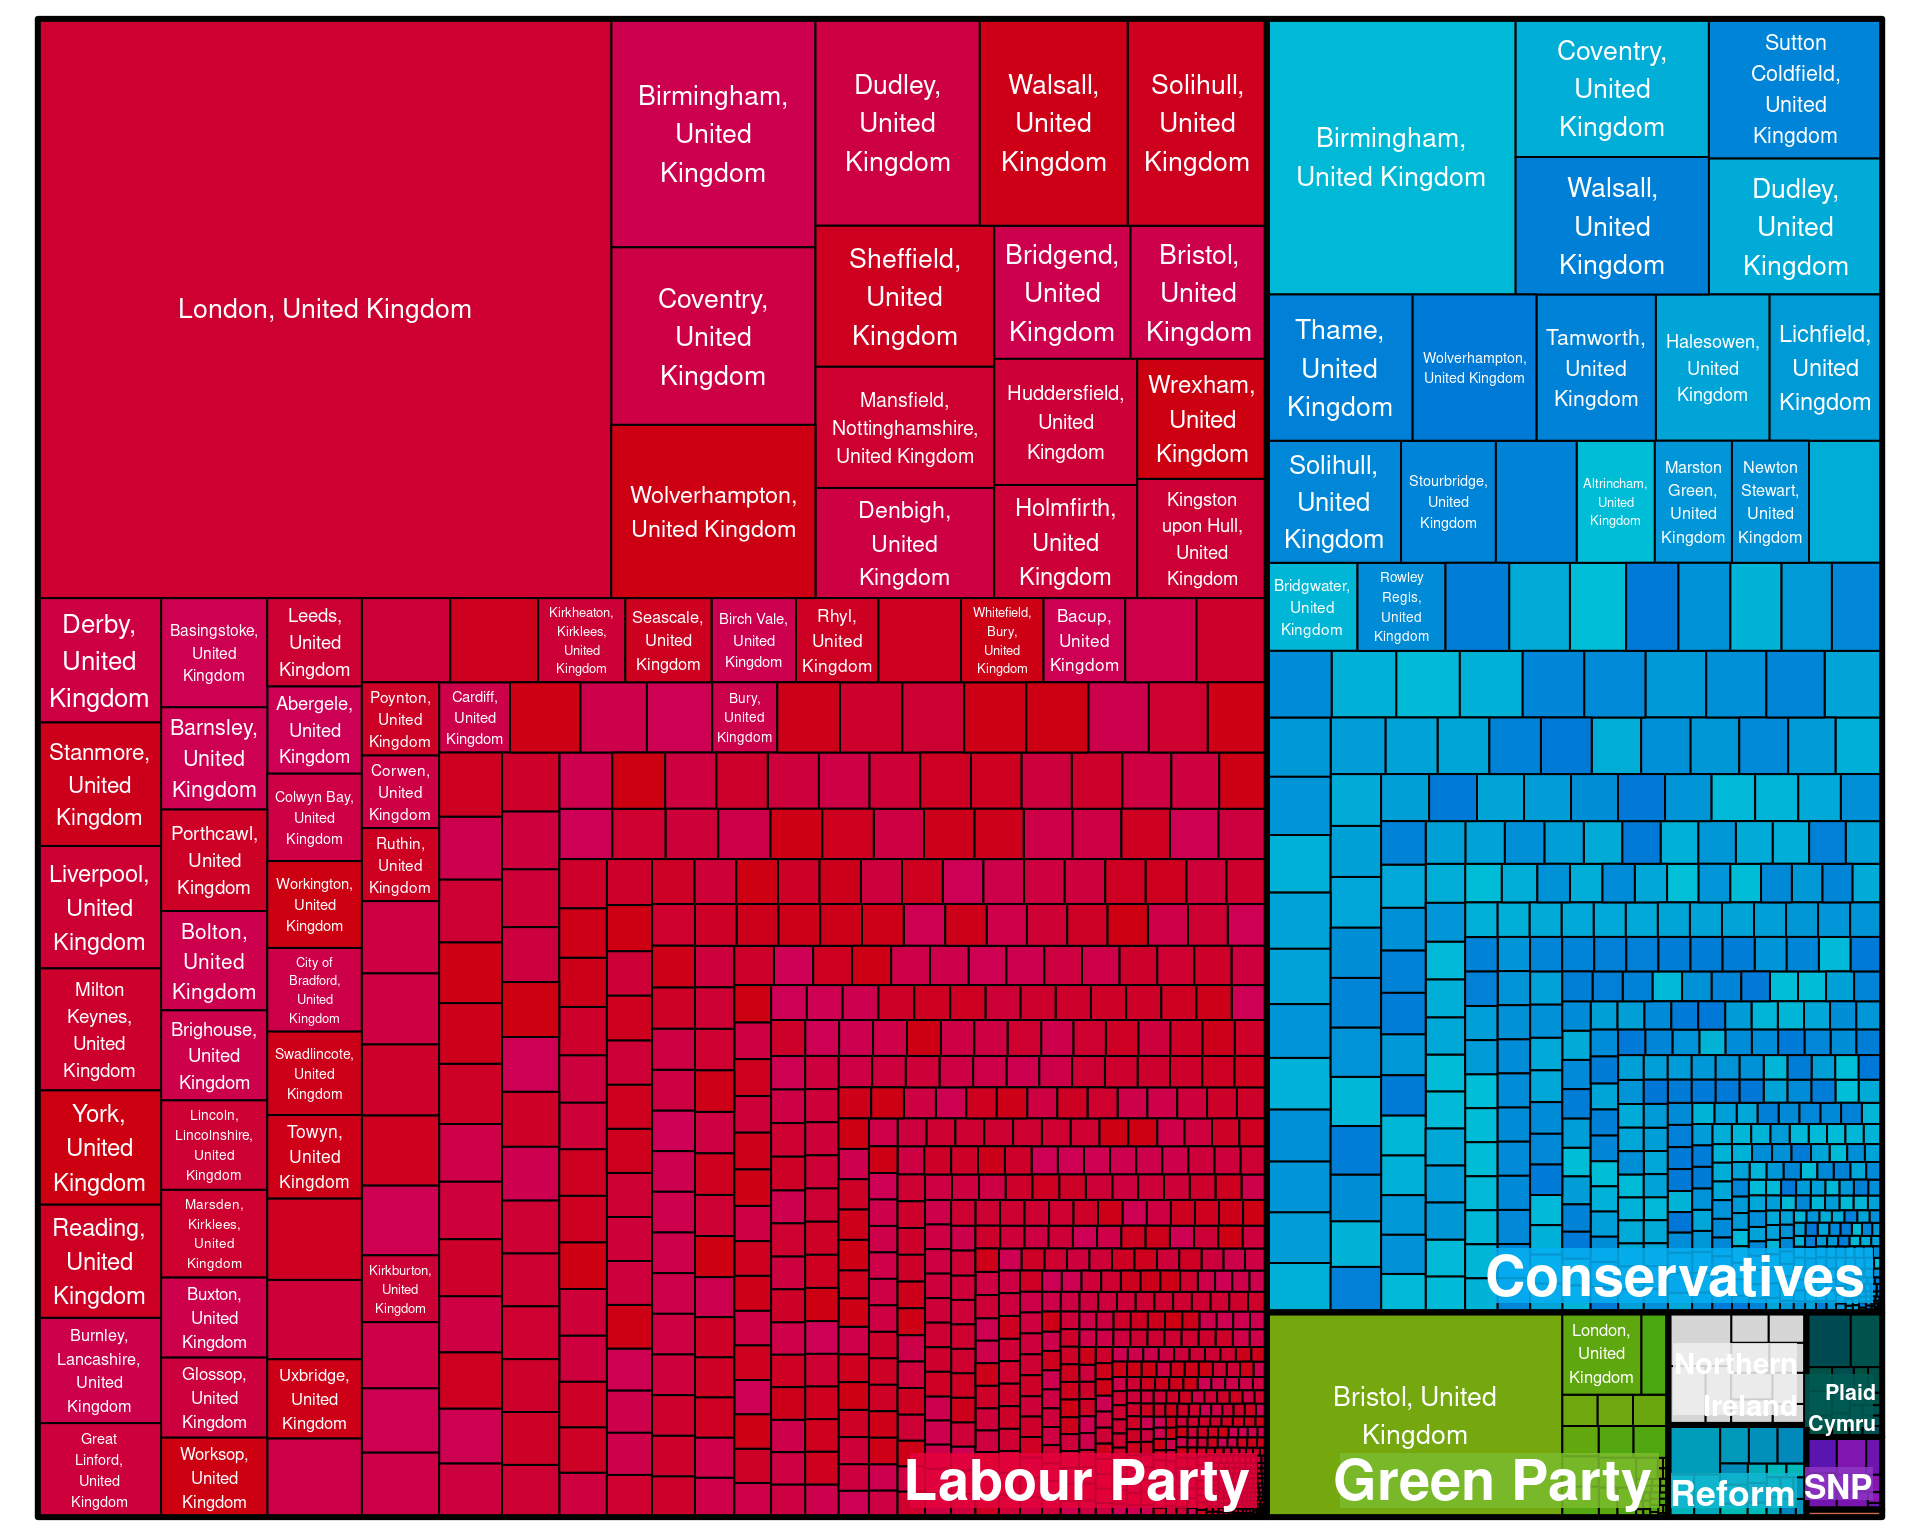 London, United Kingdom
Birmingham,
United
Kingdom
Coventry,
United
Kingdom
Wolverhampton,
United Kingdom
Dudley,
United
Kingdom
Walsall,
United
Kingdom
Solihull,
United
Kingdom
Sheffield,
United
Kingdom
Bridgend,
United
Kingdom
Bristol,
United
Kingdom
Mansfield,
Nottinghamshire,
United Kingdom
Huddersfield,
United
Kingdom
Wrexham,
United
Kingdom
Denbigh,
United
Kingdom
Holmfirth,
United
Kingdom
Kingston
upon Hull,
United
Kingdom
Derby,
United
Kingdom
Stanmore,
United
Kingdom
Liverpool,
United
Kingdom
Milton
Keynes,
United
Kingdom
York,
United
Kingdom
Reading,
United
Kingdom
Burnley,
Lancashire,
United
Kingdom
Great
Linford,
United
Kingdom
Basingstoke,
United
Kingdom
Barnsley,
United
Kingdom
Porthcawl,
United
Kingdom
Bolton,
United
Kingdom
Brighouse,
United
Kingdom
Lincoln,
Lincolnshire,
United
Kingdom
Marsden,
Kirklees,
United
Kingdom
Buxton,
United
Kingdom
Glossop,
United
Kingdom
Worksop,
United
Kingdom
Leeds,
United
Kingdom
Abergele,
United
Kingdom
Colwyn Bay,
United
Kingdom
Workington,
United
Kingdom
City of
Bradford,
United
Kingdom
Swadlincote,
United
Kingdom
Towyn,
United
Kingdom
Uxbridge,
United
Kingdom
Kirkheaton,
Kirklees,
United
Kingdom
Seascale,
United
Kingdom
Birch Vale,
United
Kingdom
Rhyl,
United
Kingdom
Whitefield,
Bury,
United
Kingdom
Bacup,
United
Kingdom
Poynton,
United
Kingdom
Corwen,
United
Kingdom
Ruthin,
United
Kingdom
Kirkburton,
United
Kingdom
Cardiff,
United
Kingdom
Bury,
United
Kingdom
Labour Party
Birmingham,
United Kingdom
Coventry,
United
Kingdom
Sutton
Coldfield,
United
Kingdom
Walsall,
United
Kingdom
Dudley,
United
Kingdom
Thame,
United
Kingdom
Wolverhampton,
United Kingdom
Tamworth,
United
Kingdom
Halesowen,
United
Kingdom
Lichfield,
United
Kingdom
Solihull,
United
Kingdom
Stourbridge,
United
Kingdom
Altrincham,
United
Kingdom
Marston
Green,
United
Kingdom
Newton
Stewart,
United
Kingdom
Bridgwater,
United
Kingdom
Rowley
Regis,
United
Kingdom
Conservatives
Bristol, United
Kingdom
London,
United
Kingdom
Green Party
Northern
Ireland
Plaid
Cymru
Reform
SNP